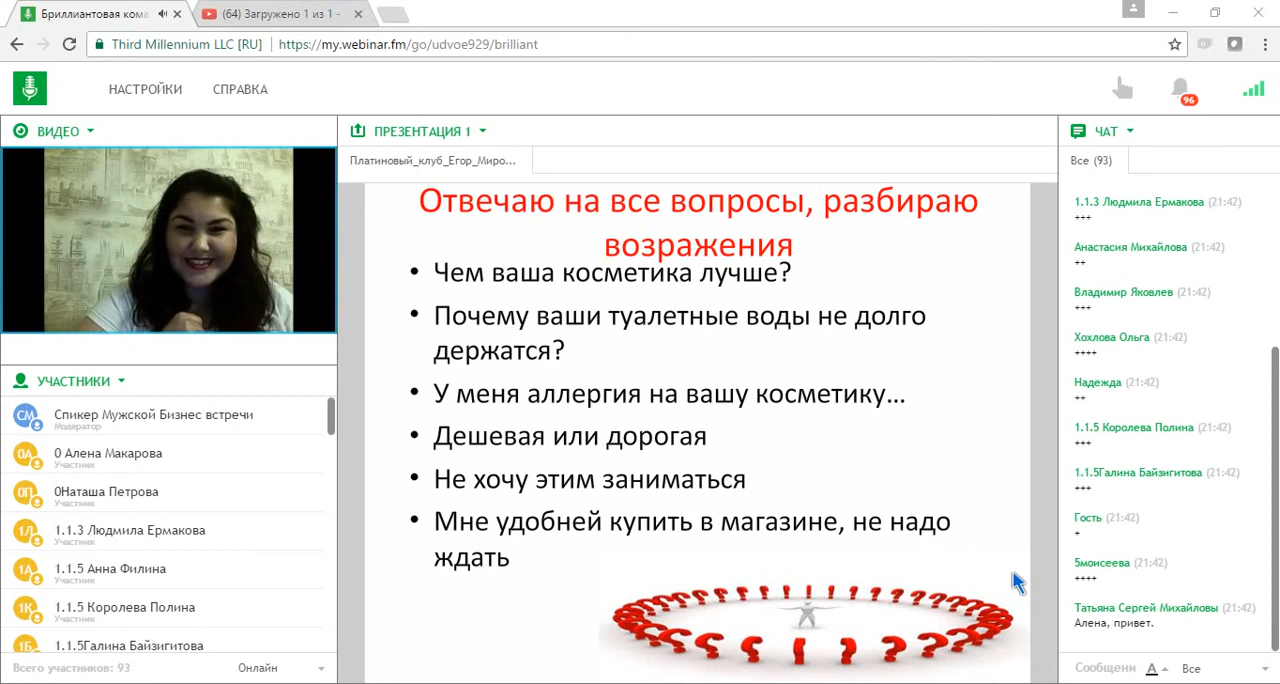 Бриллиантовая кома
(64) Загружено 1 из 1 -
Third Millennium LLC [RU]
https://my.webinar.fm/go/udvoe929/brilliant
НАСТРОЙКИ
СПРАВКА
96
ВИДЕО
ПРЕЗЕНТАЦИЯ 1
ЧАТ
Платиновый_клуб_Егор_Миро...
Все (93)
Отвечаю на все вопросы, разбираю
возражения
• Чем ваша косметика лучше?
• Почему ваши туалетные воды не долго
держатся?
• У меня аллергия на вашу косметику...
• Дешевая или дорогая
• Не хочу этим заниматься
• Мне удобней купить в магазине, не надо
ждать
УЧАСТНИКИ
СМ
Спикер Мужской Бизнес встречи
Модератор
0А
0 Алена Макарова
Участник
0П
0Наташа Петрова
Участник
1Л
1.1.3 Людмила Ермакова
Участник
1А
1.1.5 Анна Филина
Участник
1К
1.1.5 Королева Полина
Участник
1Б
1.1.5Галина Байзигитова
Всего участников: 93
Онлайн
1.1.3 Людмила Ермакова (21:42)
+++
Анастасия Михайлова (21:42)
++
Владимир Яковлев (21:42)
+++
Хохлова Ольга (21:42)
++++
Надежда (21:42)
++
1.1.5 Королева Полина (21:42)
+++
1.1.5Галина Байзигитова (21:42)
+++
Гость (21:42)
+
5моисеева (21:42)
++++
Татьяна Сергей Михайловы (21:42)
Алена, привет.
Сообщени
A
Все